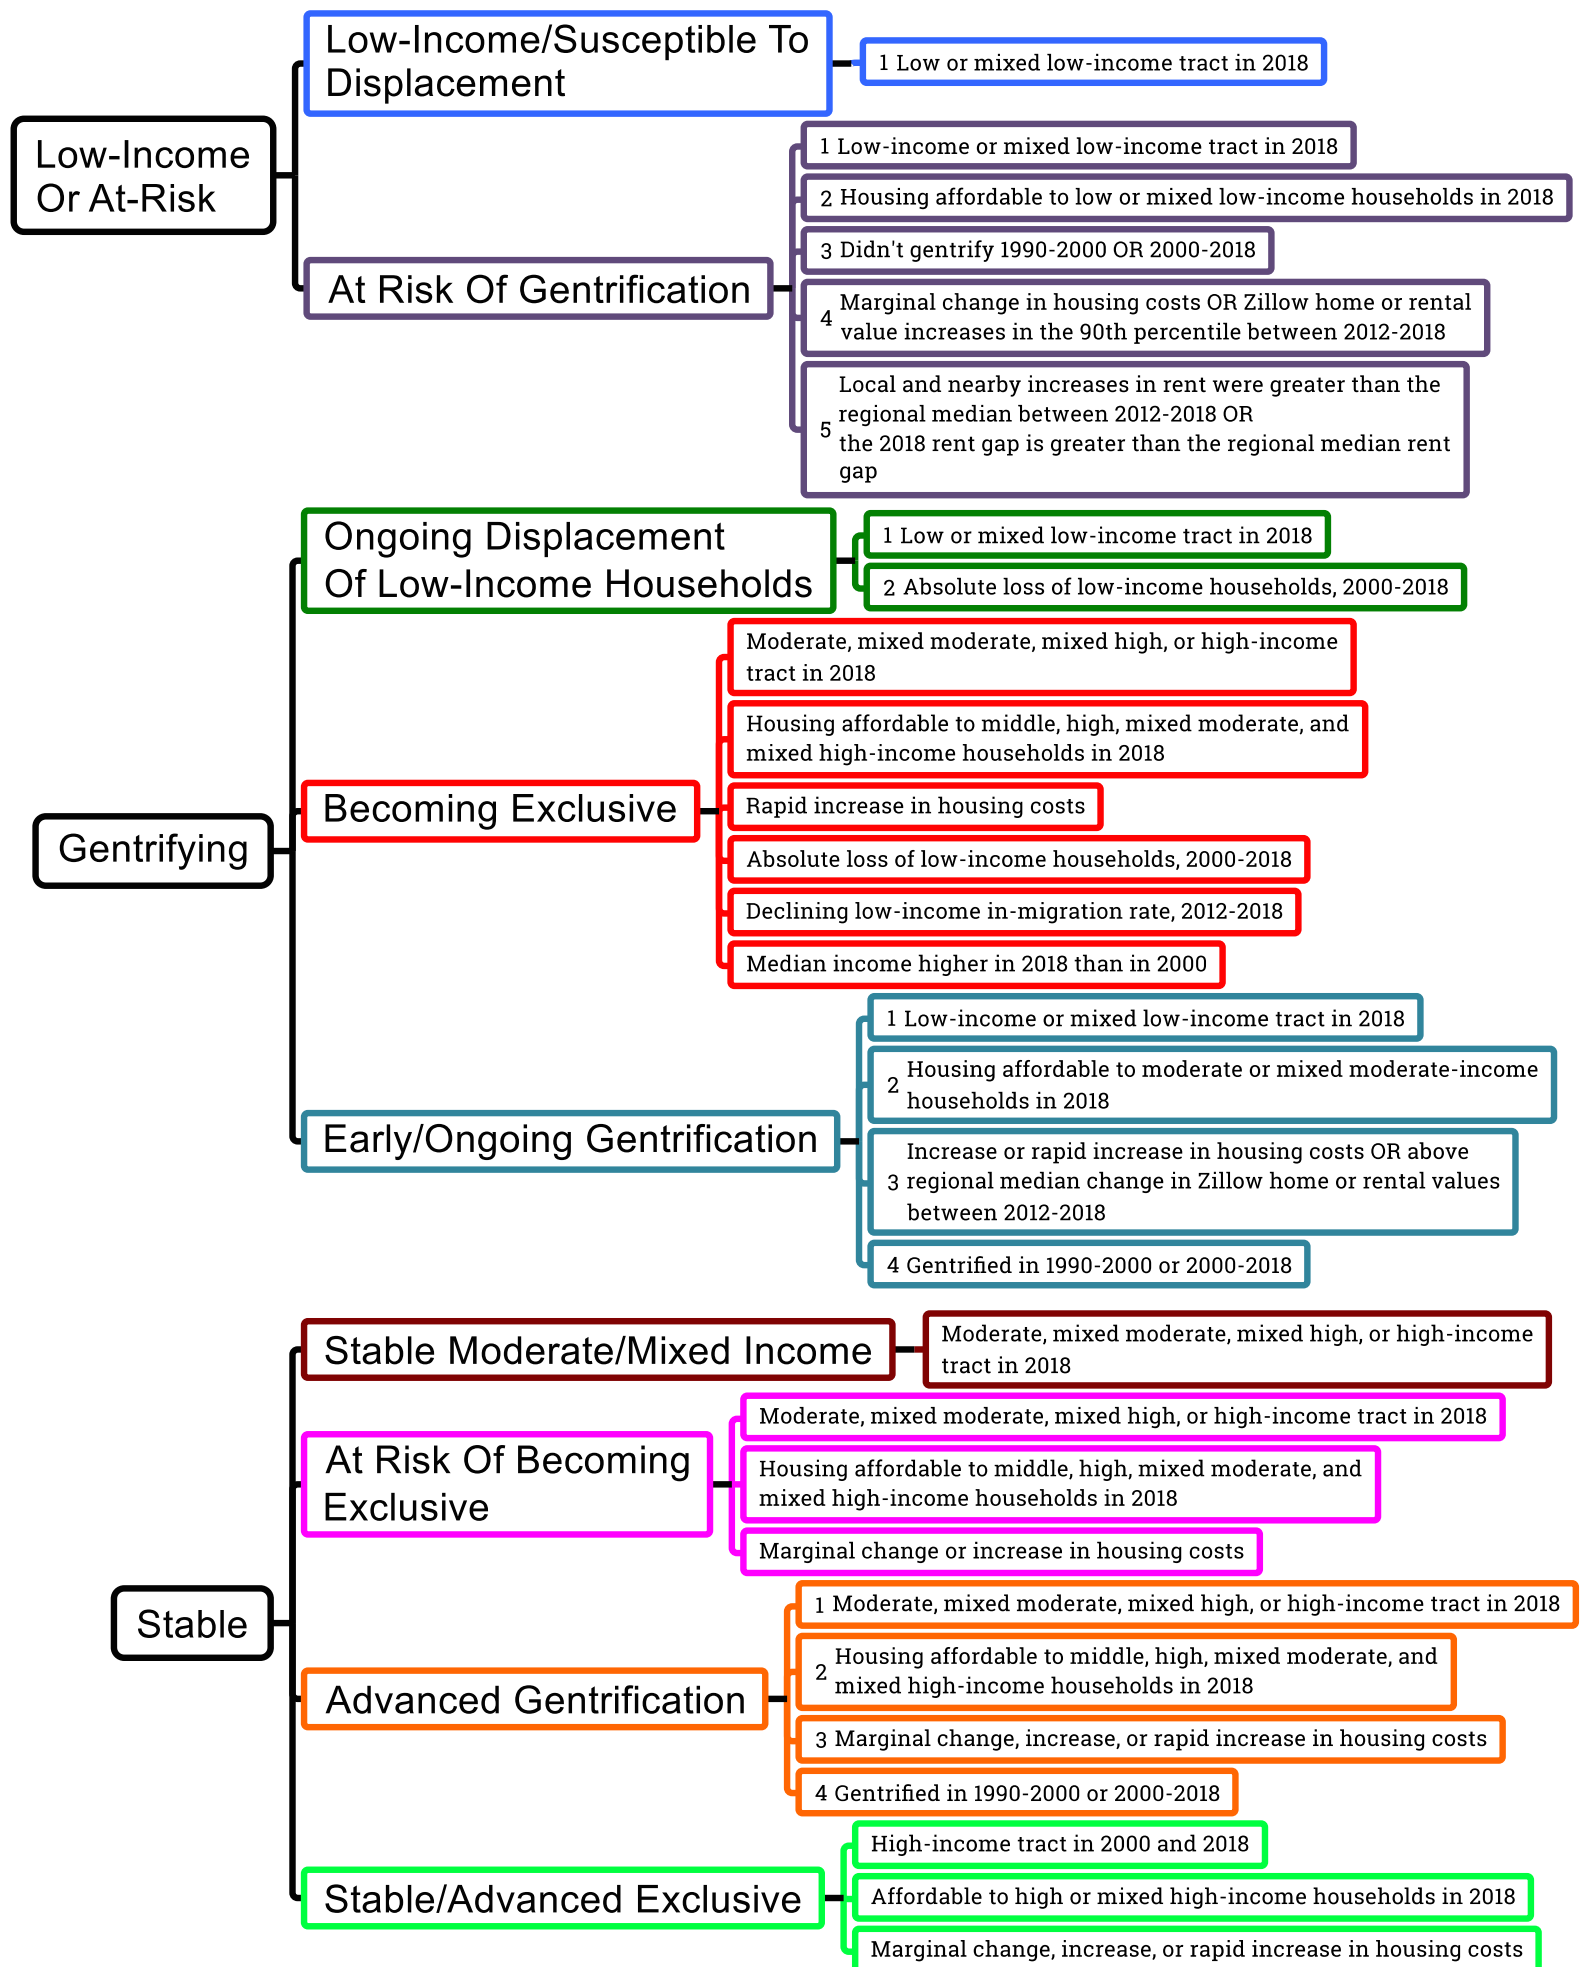 Low-Income
Or At-Risk
Low-Income/Susceptible To
Displacement
1 Low or mixed low-income tract in 2018
At Risk Of Gentrification
1 Low-income or mixed low-income tract in 2018
2 Housing affordable to low or mixed low-income households in 2018
3 Didn't gentrify 1990-2000 OR 2000-2018
4 Marginal change in housing costs OR Zillow home or rental
value increases in the 90th percentile between 2012-2018
5 Local and nearby increases in rent were greater than the
regional median between 2012-2018 OR
the 2018 rent gap is greater than the regional median rent
gap
Gentrifying
Ongoing Displacement
Of Low-Income Households
1 Low or mixed low-income tract in 2018
2 Absolute loss of low-income households, 2000-2018
Becoming Exclusive
Moderate, mixed moderate, mixed high, or high-income
tract in 2018
Housing affordable to middle, high, mixed moderate, and
mixed high-income households in 2018
Rapid increase in housing costs
Absolute loss of low-income households, 2000-2018
Declining low-income in-migration rate, 2012-2018
Median income higher in 2018 than in 2000
Early/Ongoing Gentrification
1 Low-income or mixed low-income tract in 2018
2 Housing affordable to moderate or mixed moderate-income
households in 2018
3 Increase or rapid increase in housing costs OR above
regional median change in Zillow home or rental values
between 2012-2018
4 Gentrified in 1990-2000 or 2000-2018
Stable
Stable Moderate/Mixed Income
Moderate, mixed moderate, mixed high, or high-income
tract in 2018
At Risk Of Becoming
Exclusive
Moderate, mixed moderate, mixed high, or high-income tract in 2018
Housing affordable to middle, high, mixed moderate, and
mixed high-income households in 2018
Marginal change or increase in housing costs
Advanced Gentrification
1 Moderate, mixed moderate, mixed high, or high-income tract in 2018
2 Housing affordable to middle, high, mixed moderate, and
mixed high-income households in 2018
3 Marginal change, increase, or rapid increase in housing costs
4 Gentrified in 1990-2000 or 2000-2018
Stable/Advanced Exclusive
High-income tract in 2000 and 2018
Affordable to high or mixed high-income households in 2018
Marginal change, increase, or rapid increase in housing costs